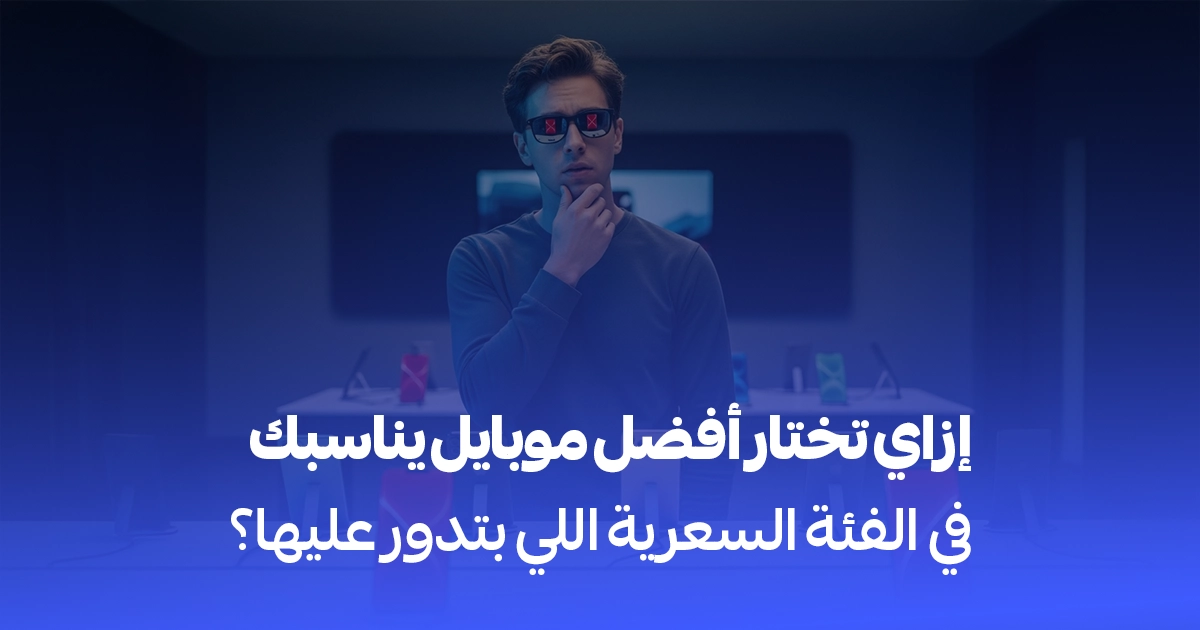 إزاي تختار أفضل موبايل يناسبك
في الفئة السعرية اللي بتدور عليها؟